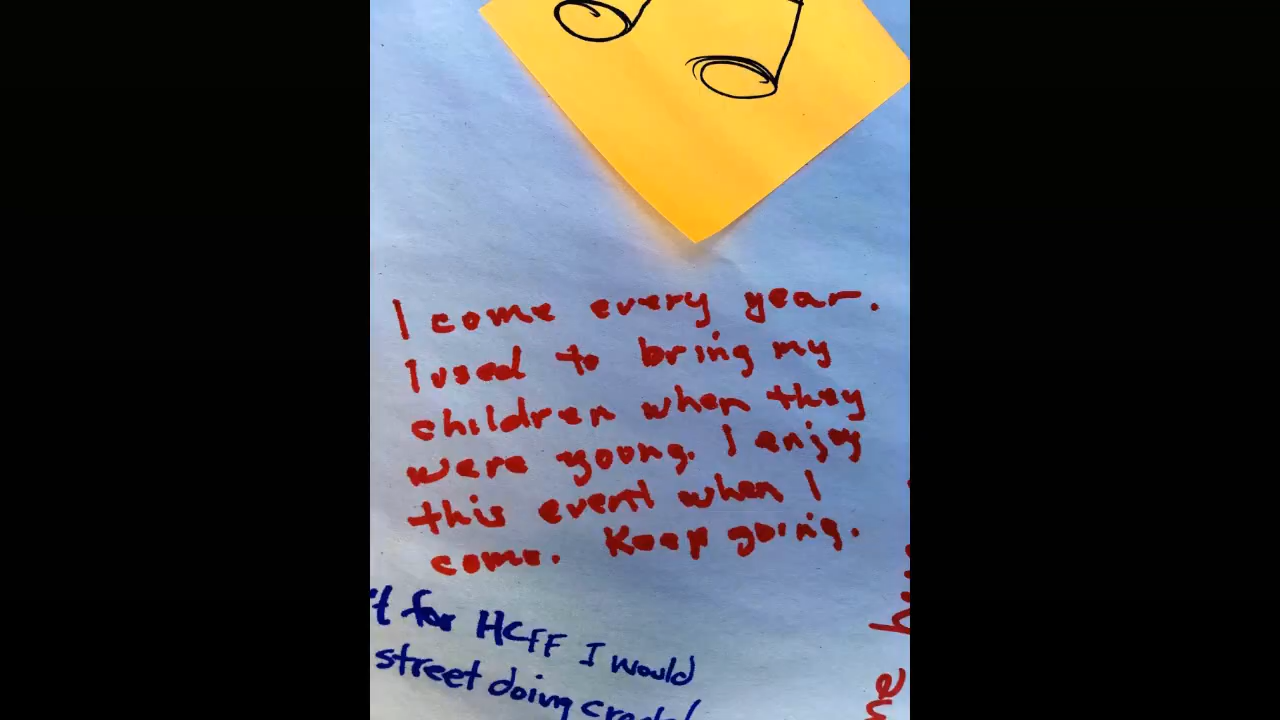 I come every year.
I used to bring my
children when they
were young. I enjoy
this event when I
come. Keep going.
't for HCFF I would
street doing crack!